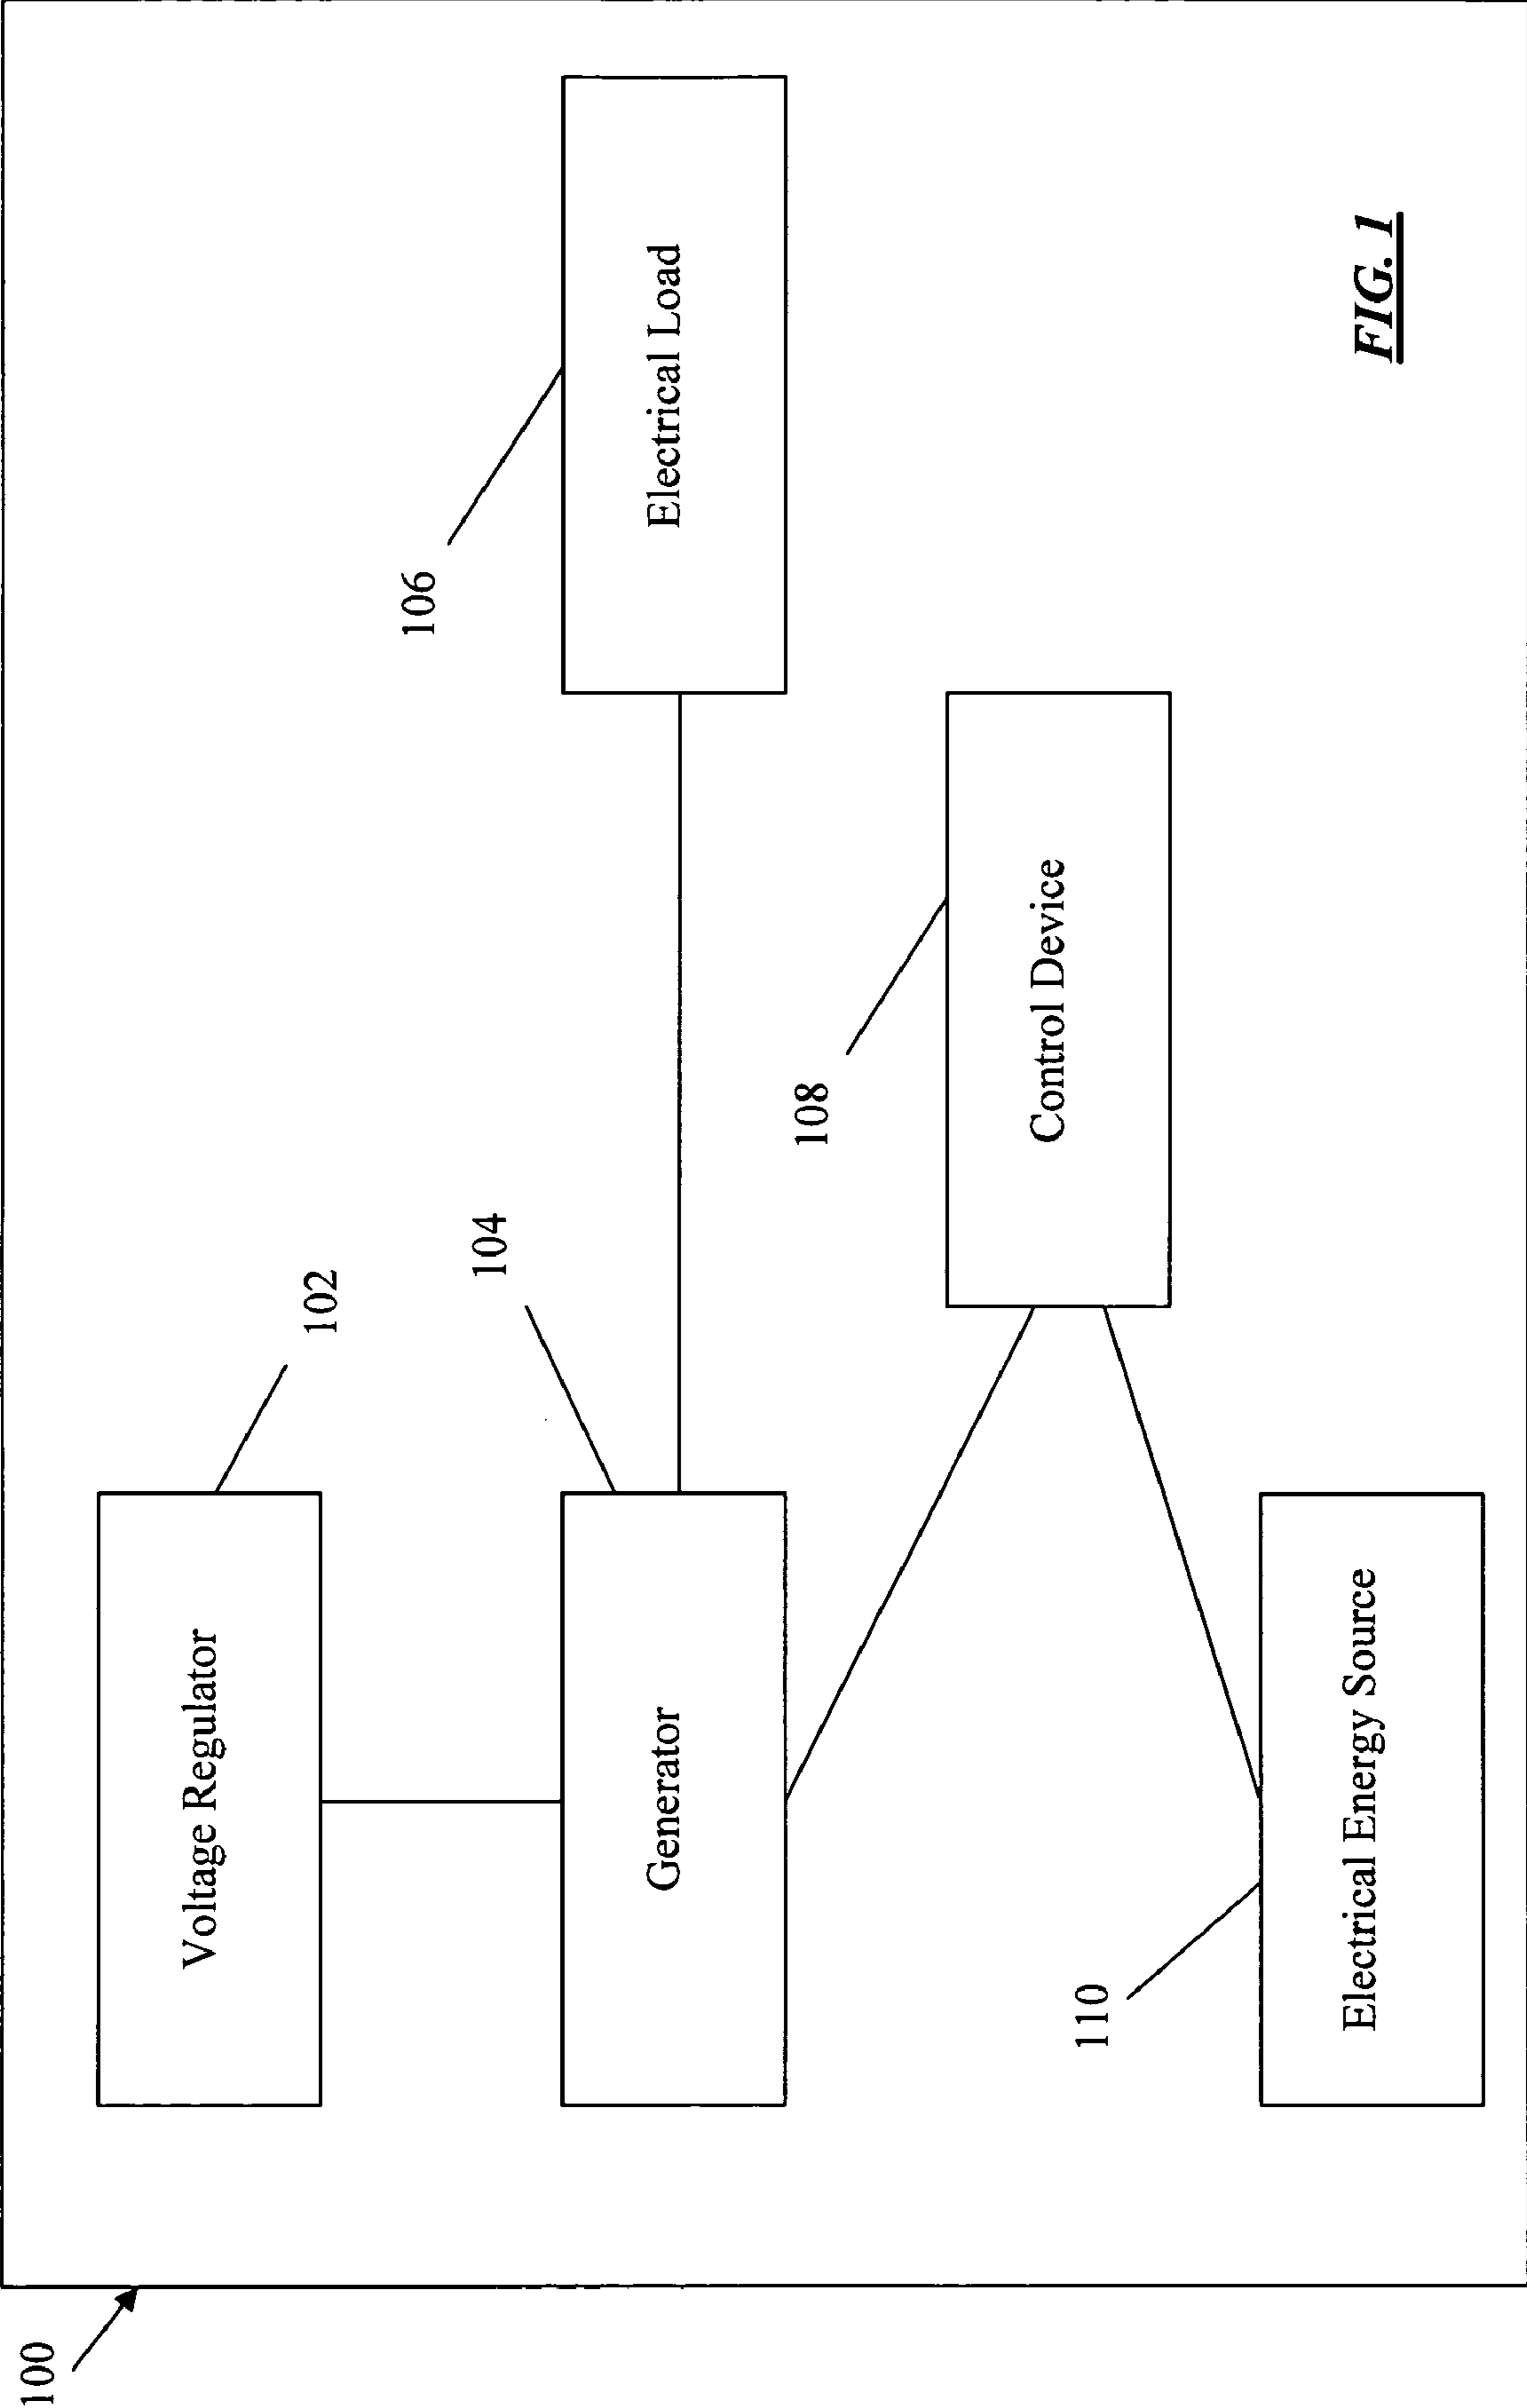 100
Voltage Regulator
102
104
Generator
106
Electrical Load
108
Control Device
110
Electrical Energy Source
FIG. 1